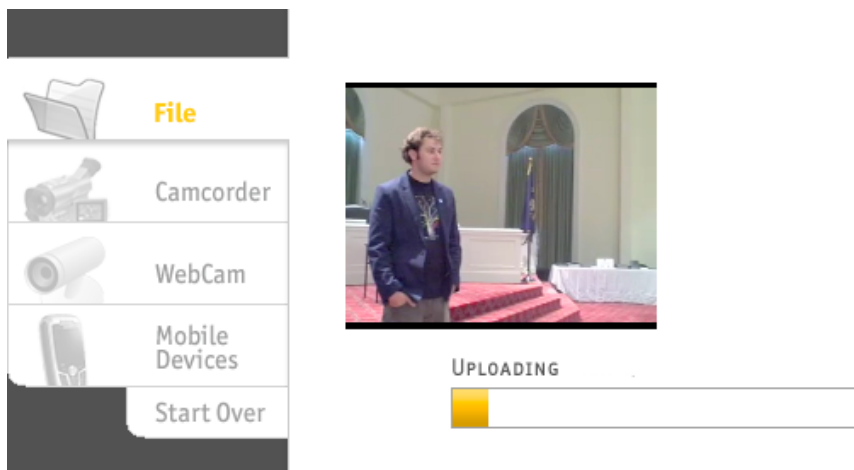 File
Camcorder
WebCam
Mobile
Devices
Start Over
UPLOADING